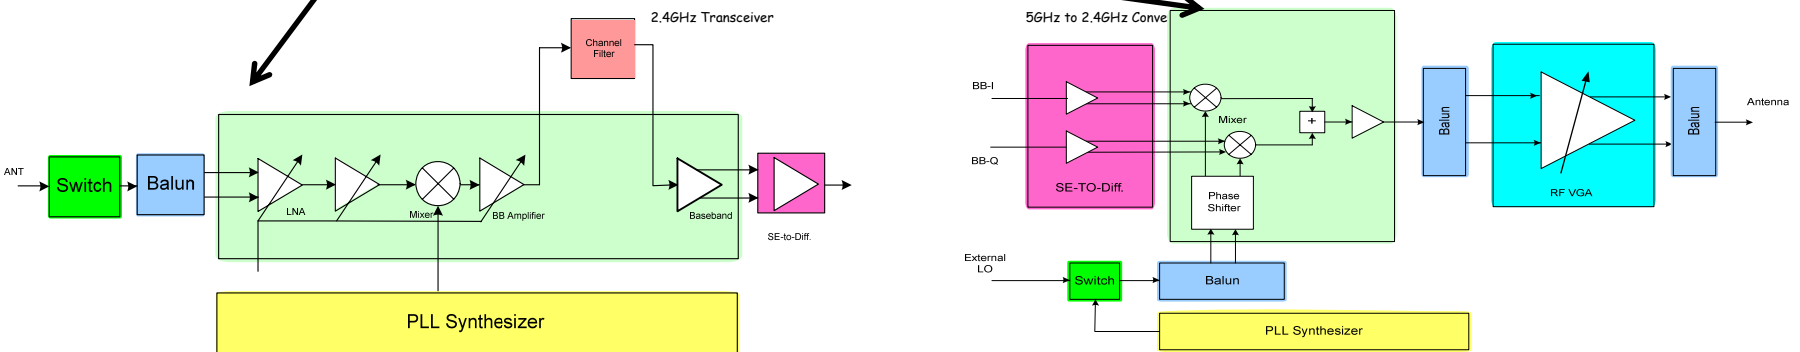 2.4GHz Transceiver
Channel
Filter
ANT
Switch
Balun
LNA
Mixer
BB Amplifier
Baseband
SE-to-Diff.
PLL Synthesizer
5GHz to 2.4GHz Conve
BB-I
BB-Q
SE-TO-Diff.
Mixer
+
Phase
Shifter
Balun
RF VGA
Balun
Antenna
External
LO
Switch
Balun
PLL Synthesizer